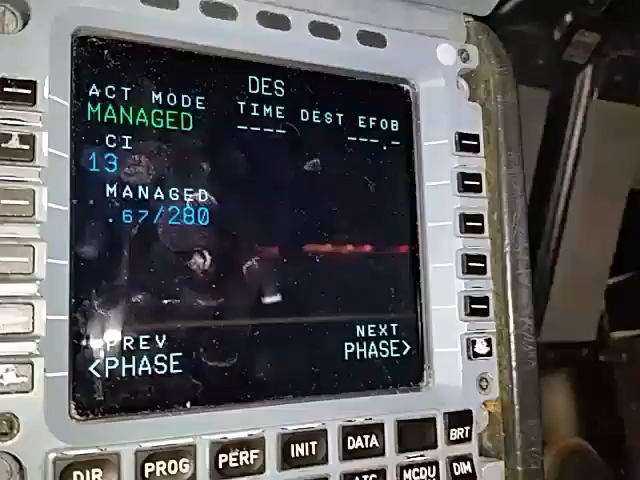 DES
ACT MODE TIME DEST EFOB
MANAGED ---- ---.-
CI
13
MANAGED
.67/280
PREV NEXT
<PHASE PHASE>
DIR PROG PERF INIT DATA BRT
MCDU DIM